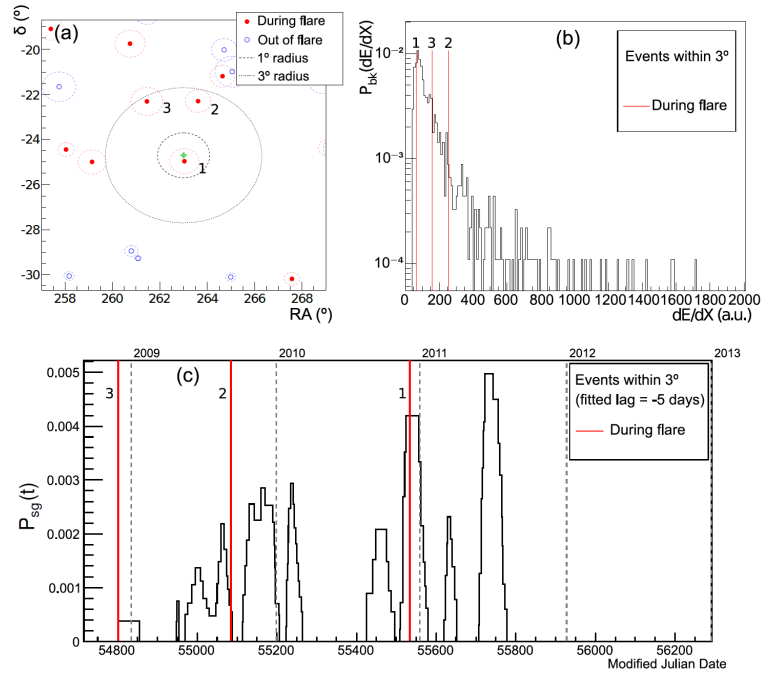 δ (º)
(a)
During flare
Out of flare
1º radius
3º radius
-20
-22
-24
-26
-28
-30
3
2
1
258
260
262
264
266
268
RA (º)
P_bk(dE/dX)
(b)
1 3 2
Events within 3º
During flare
10⁻²
10⁻³
10⁻⁴
0 200 400 600 800 1000 1200 1400 1600 1800 2000
dE/dX (a.u.)
2009 2010 2011 2012 2013
(c)
3
2
1
Events within 3º
(fitted lag = -5 days)
During flare
P_sg(t)
0.005
0.004
0.003
0.002
0.001
0
54800 55000 55200 55400 55600 55800 56000 56200
Modified Julian Date